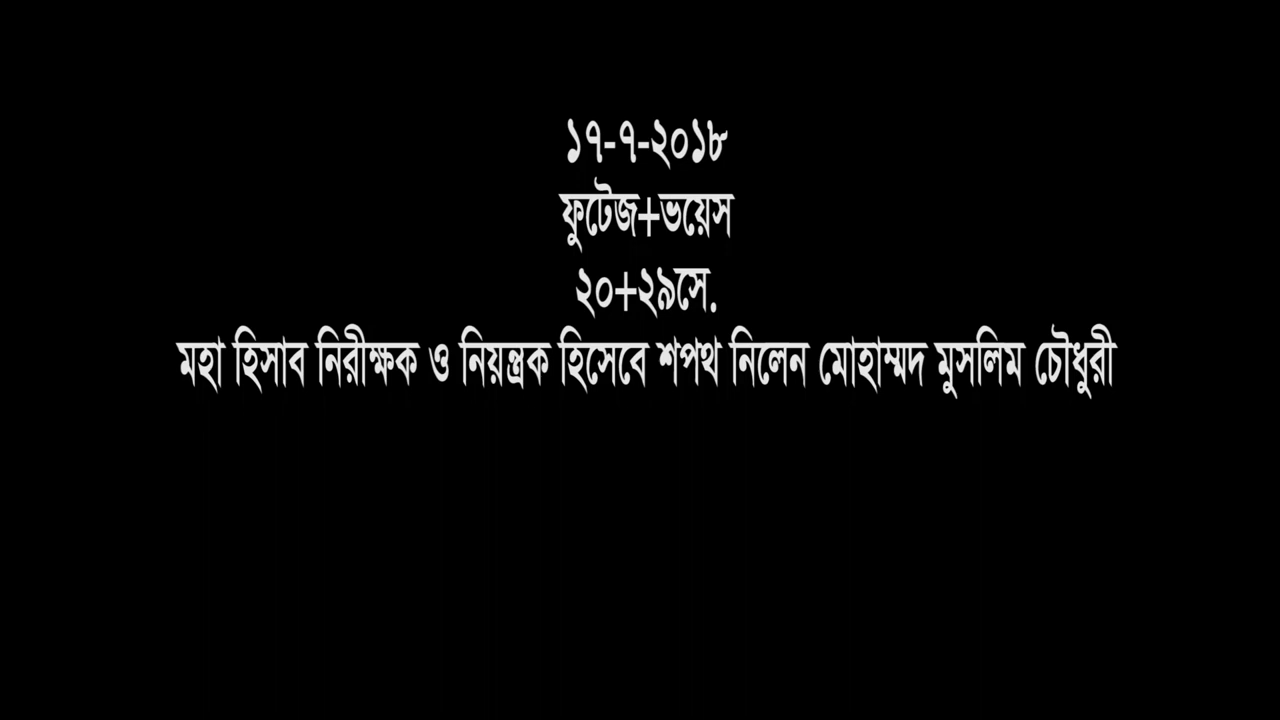 ১৭-৭-২০১৮
ফুটেজ+ভয়েস
২০+২৯সে.
মহা হিসাব নিরীক্ষক ও নিয়ন্ত্রক হিসেবে শপথ নিলেন মোহাম্মদ মুসলিম চৌধুরী